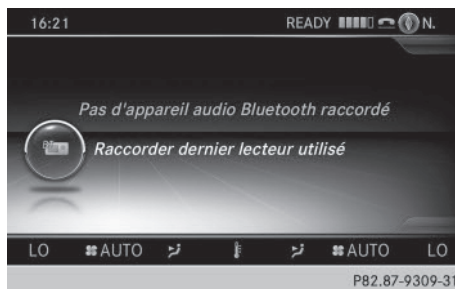 16:21 READY N.
Pas d'appareil audio Bluetooth raccordé
Raccorder dernier lecteur utilisé
LO AUTO AUTO LO
P82.87-9309-31